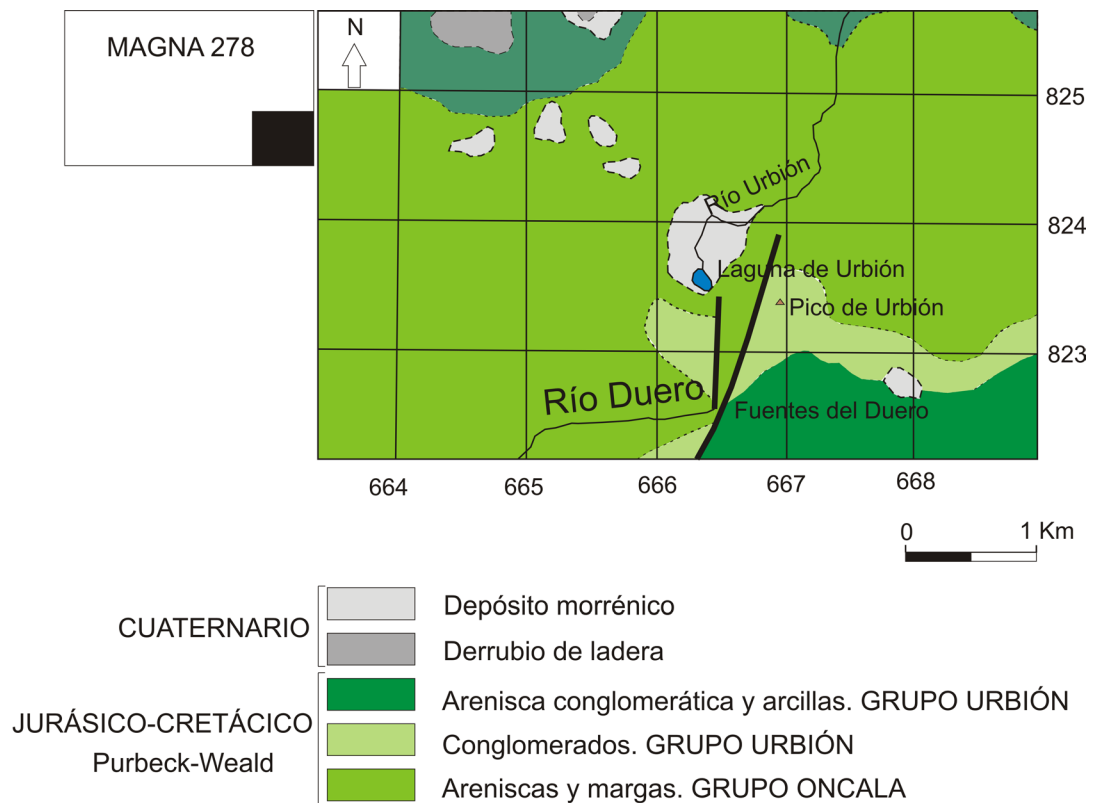 MAGNA 278
N
825
Río Urbión
824
Laguna de Urbión
Pico de Urbión
823
Río Duero
Fuentes del Duero
664
665
666
667
668
0
1 Km
CUATERNARIO
Depósito morrénico
Derrubio de ladera
JURÁSICO-CRETÁCICO
Purbeck-Weald
Arenisca conglomerática y arcillas. GRUPO URBIÓN
Conglomerados. GRUPO URBIÓN
Areniscas y margas. GRUPO ONCALA